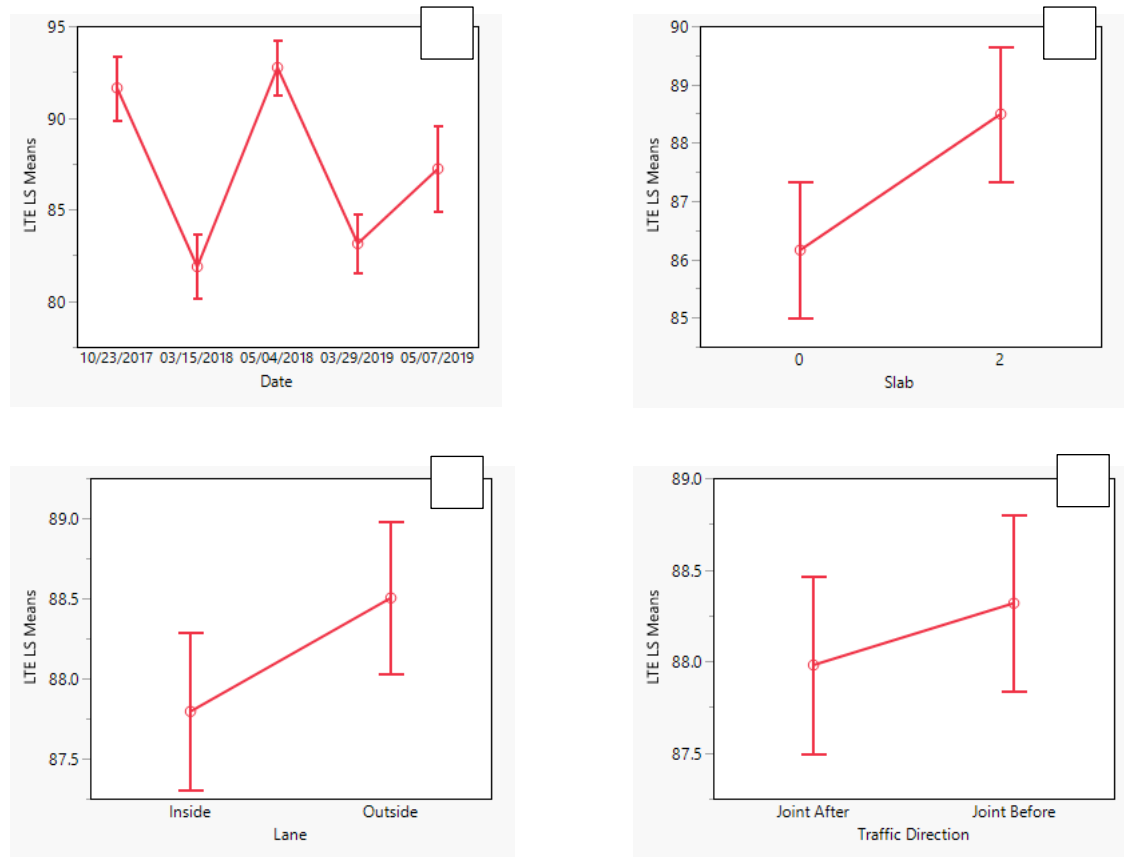 95
90
85
80
LTE LS Means
10/23/2017 03/15/2018 05/04/2018 03/29/2019 05/07/2019
Date
90
89
88
87
86
85
LTE LS Means
0 2
Slab
89.0
88.5
88.0
87.5
LTE LS Means
Inside Outside
Lane
89.0
88.5
88.0
87.5
LTE LS Means
Joint After Joint Before
Traffic Direction